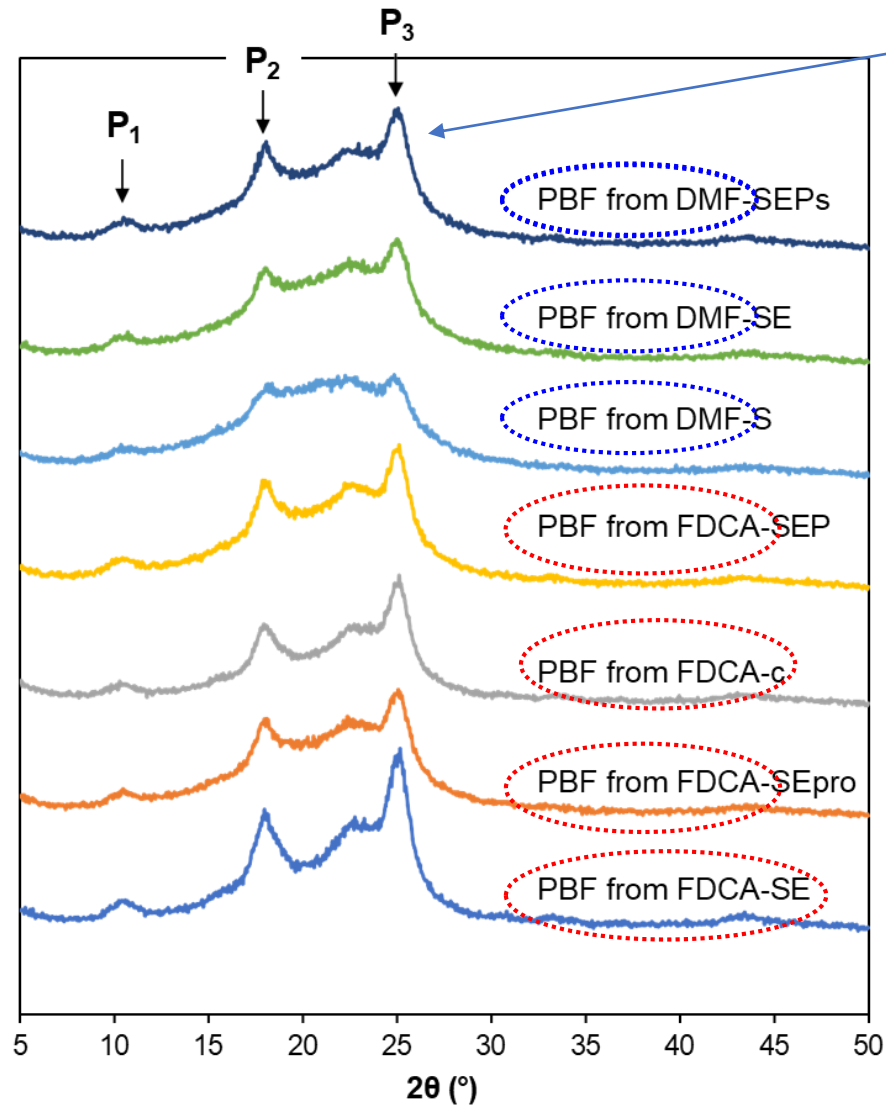 P3
P2
P1
PBF from DMF-SEPs
PBF from DMF-SE
PBF from DMF-S
PBF from FDCA-SEP
PBF from FDCA-c
PBF from FDCA-SEpro
PBF from FDCA-SE
5 10 15 20 25 30 35 40 45 50
2θ (°)